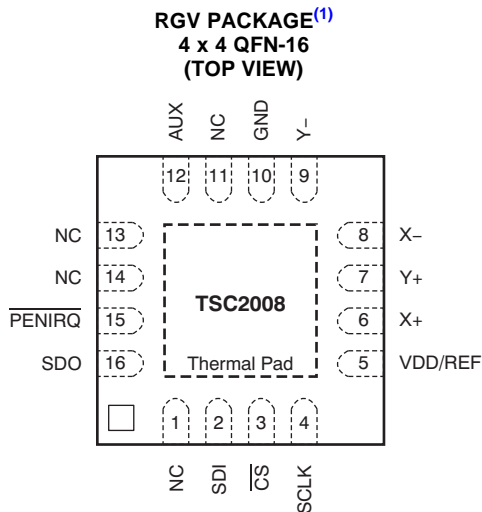 RGV PACKAGE(1)
4 x 4 QFN-16
(TOP VIEW)
AUX
NC
GND
Y–
12
11
10
9
NC
13
8
X–
NC
14
7
Y+
PENIRQ
15
TSC2008
6
X+
SDO
16
Thermal Pad
5
VDD/REF
1
2
3
4
NC
SDI
CS
SCLK